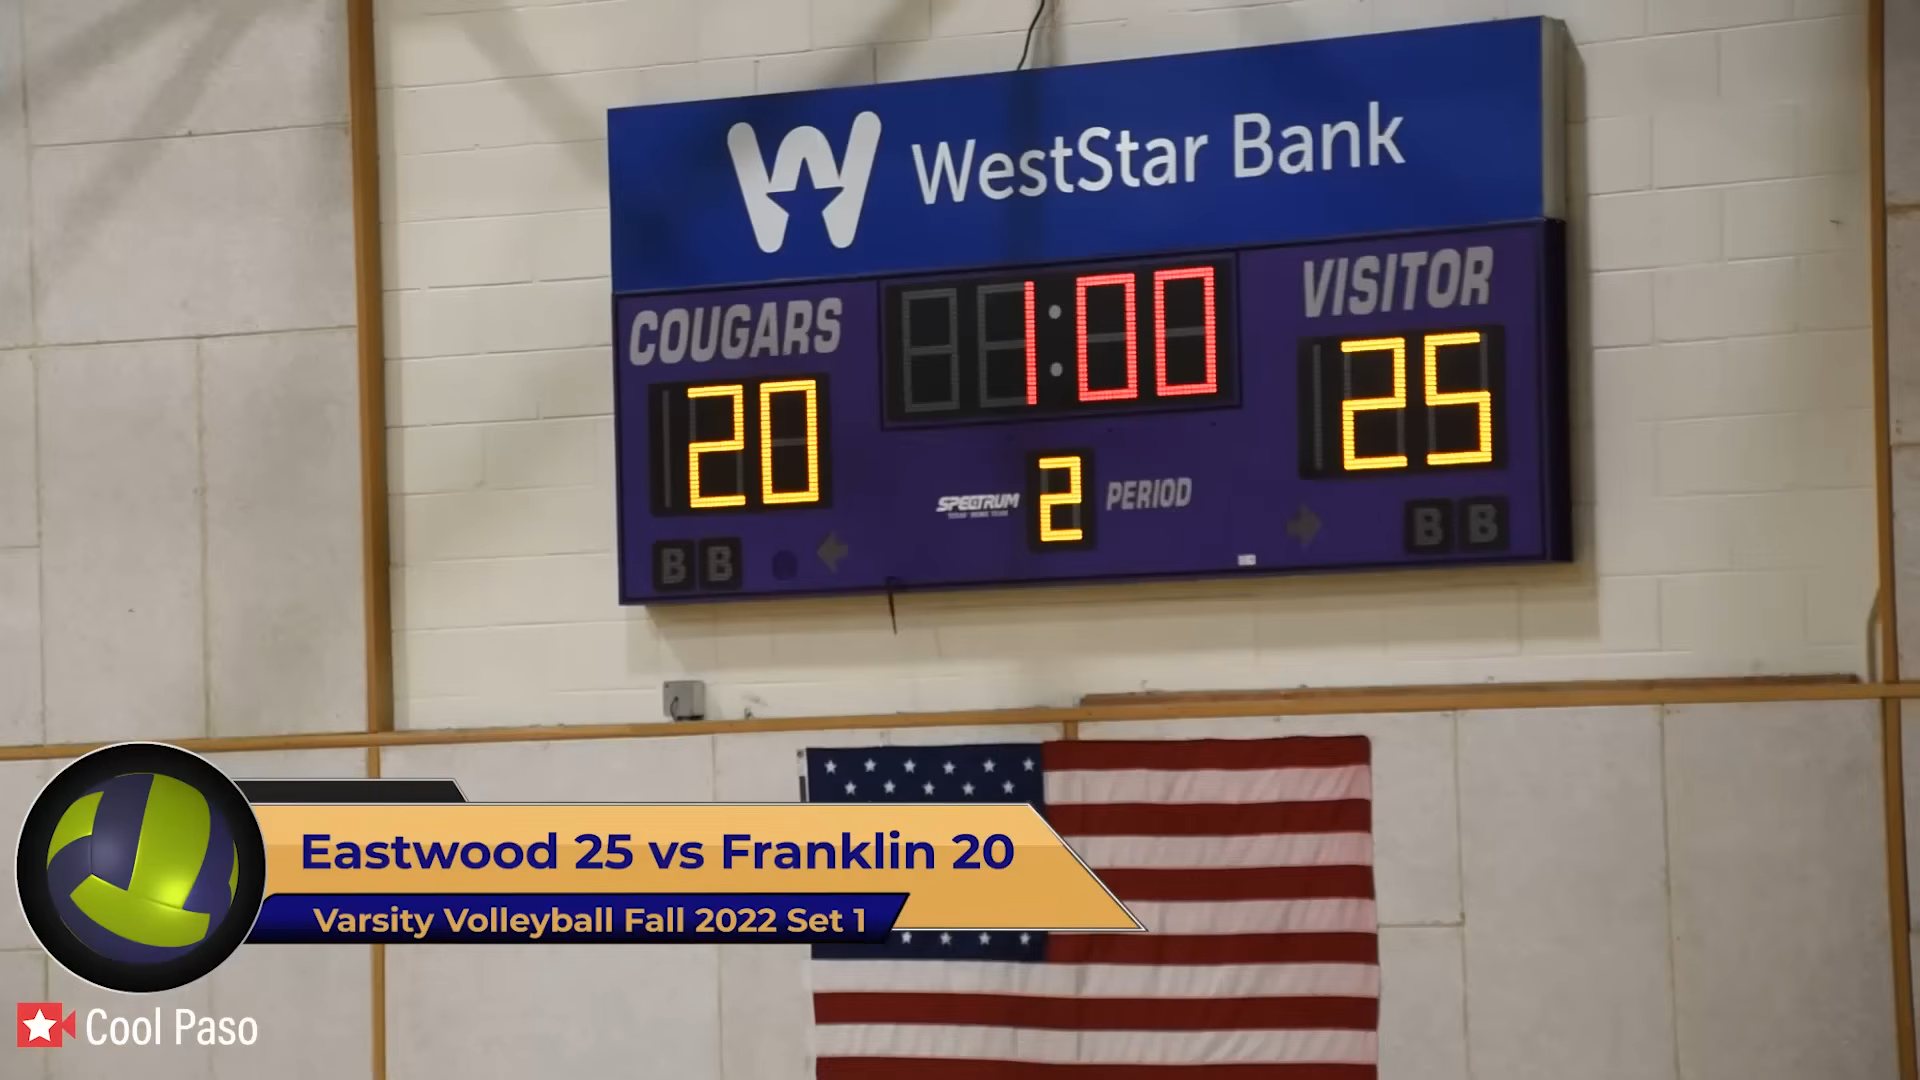 WestStar Bank
COUGARS
1:00
VISITOR
20
25
SPECTRUM
2
PERIOD
B B
B B
Eastwood 25 vs Franklin 20
Varsity Volleyball Fall 2022 Set 1
Cool Paso